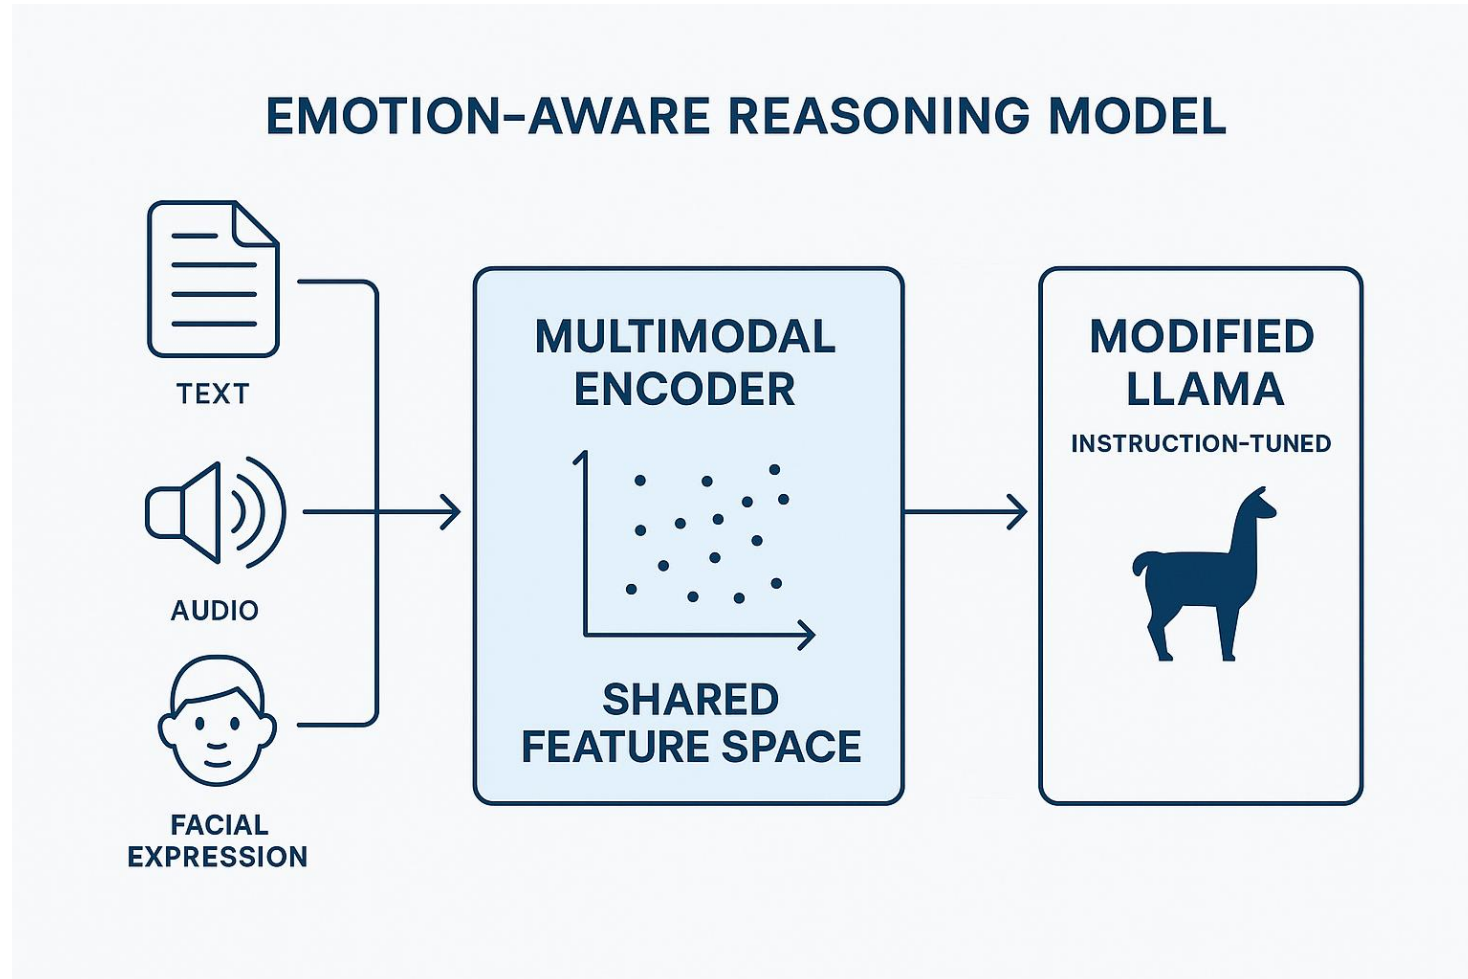 EMOTION-AWARE REASONING MODEL
TEXT
AUDIO
FACIAL
EXPRESSION
MULTIMODAL
ENCODER
SHARED
FEATURE SPACE
MODIFIED
LLAMA
INSTRUCTION-TUNED